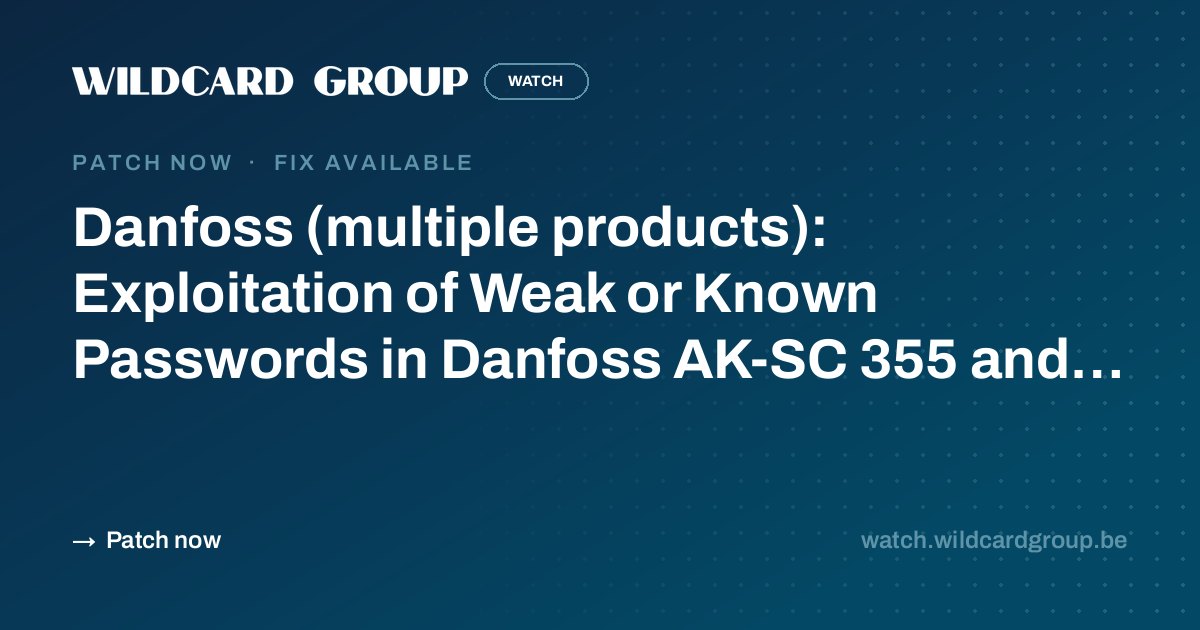 WILDCARD GROUP WATCH
PATCH NOW · FIX AVAILABLE
Danfoss (multiple products):
Exploitation of Weak or Known
Passwords in Danfoss AK-SC 355 and…
→ Patch now
watch.wildcardgroup.be